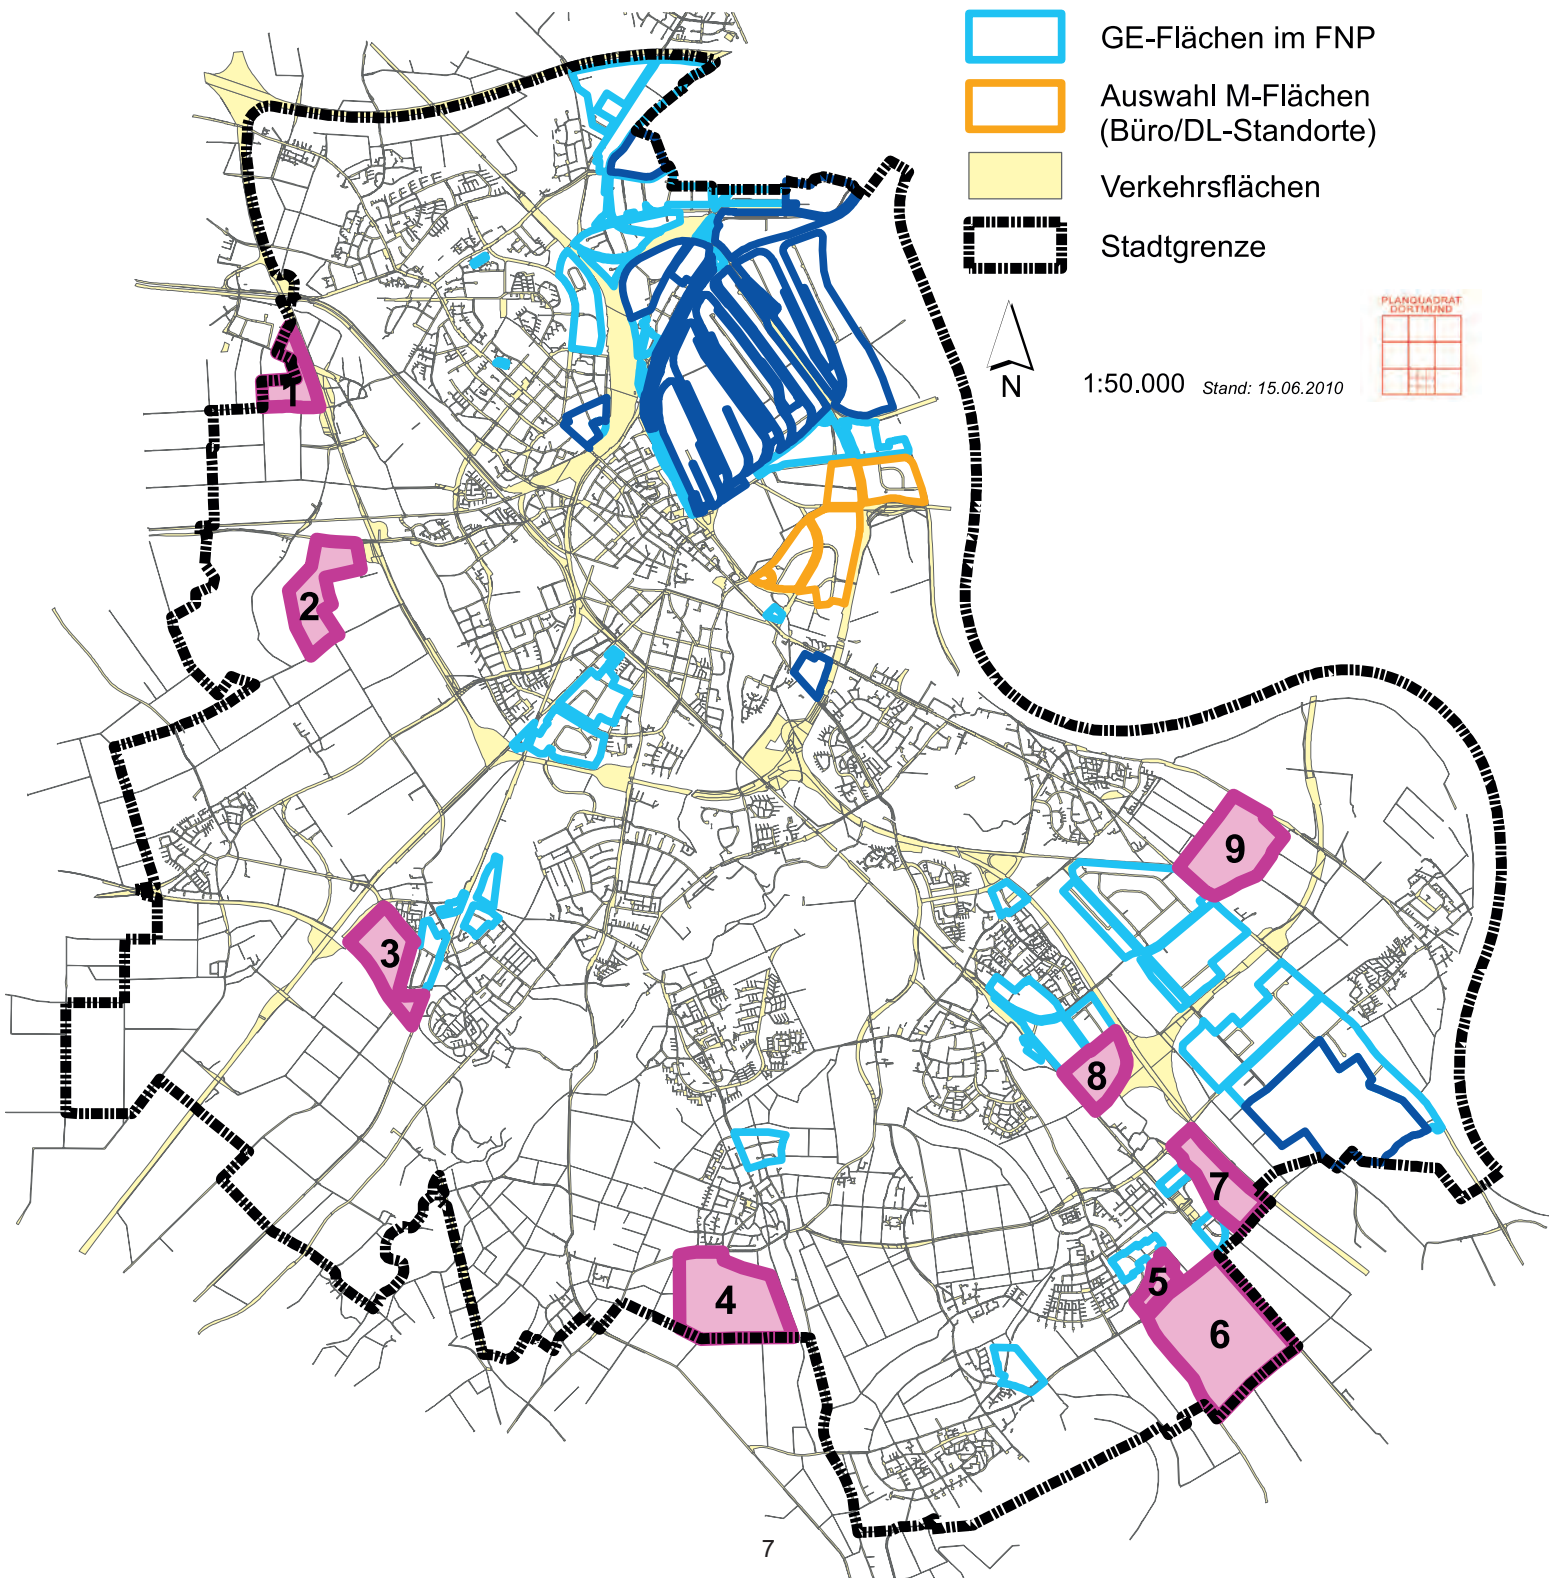 GE-Flächen im FNP
Auswahl M-Flächen
(Büro/DL-Standorte)
Verkehrsflächen
Stadtgrenze
PLANQUADRAT
DORTMUND
N
1:50.000 Stand: 15.06.2010
1
2
3
4
5
6
7
8
9
7